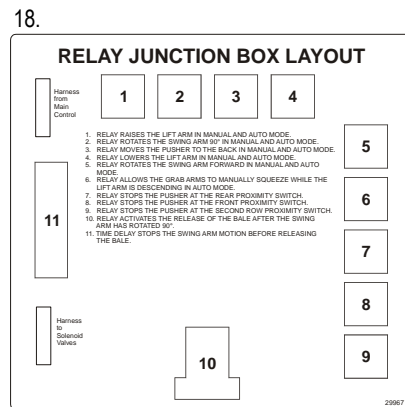 18.
RELAY JUNCTION BOX LAYOUT
Harness
from
Main
Control
1
2
3
4
1. RELAY RAISES THE LIFT ARM IN MANUAL AND AUTO MODE.
2. RELAY ROTATES THE SWING ARM 90° IN MANUAL AND AUTO MODE.
3. RELAY MOVES THE PUSHER TO THE BACK IN MANUAL AND AUTO MODE.
4. RELAY LOWERS THE LIFT ARM IN MANUAL AND AUTO MODE.
5. RELAY ROTATES THE SWING ARM FORWARD IN MANUAL AND AUTO
MODE.
6. RELAY ALLOWS THE GRAB ARMS TO MANUALLY SQUEEZE WHILE THE
LIFT ARM IS DESCENDING IN AUTO MODE.
7. RELAY STOPS THE PUSHER AT THE REAR PROXIMITY SWITCH.
8. RELAY STOPS THE PUSHER AT THE FRONT PROXIMITY SWITCH.
9. RELAY STOPS THE PUSHER AT THE SECOND ROW PROXIMITY SWITCH.
10. RELAY ACTIVATES THE RELEASE OF THE BALE AFTER THE SWING
ARM HAS ROTATED 90°.
11. TIME DELAY STOPS THE SWING ARM MOTION BEFORE RELEASING
THE BALE.
5
6
7
8
9
11
Harness
to
Solenoid
Valves
10
29967